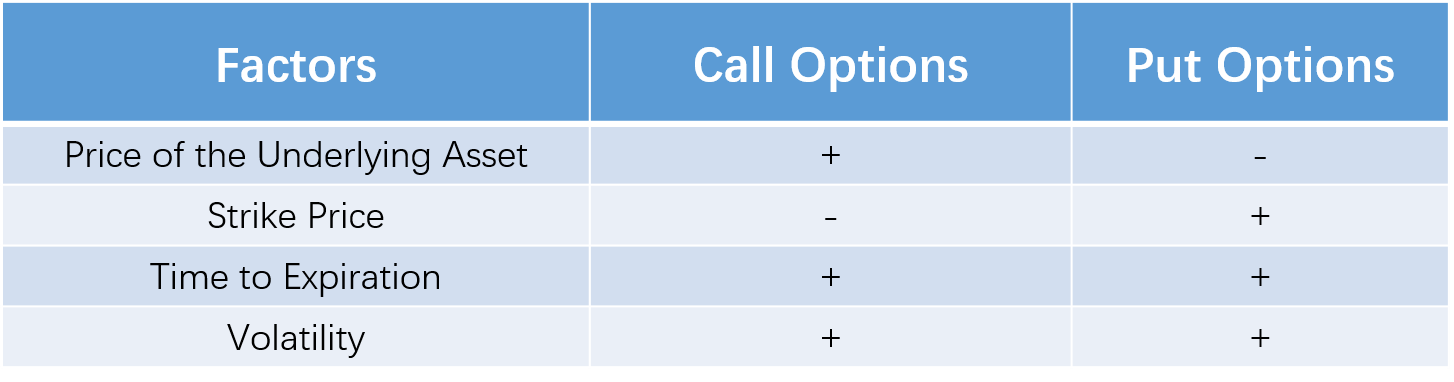 Factors Call Options Put Options
Price of the Underlying Asset + -
Strike Price - +
Time to Expiration + +
Volatility + +